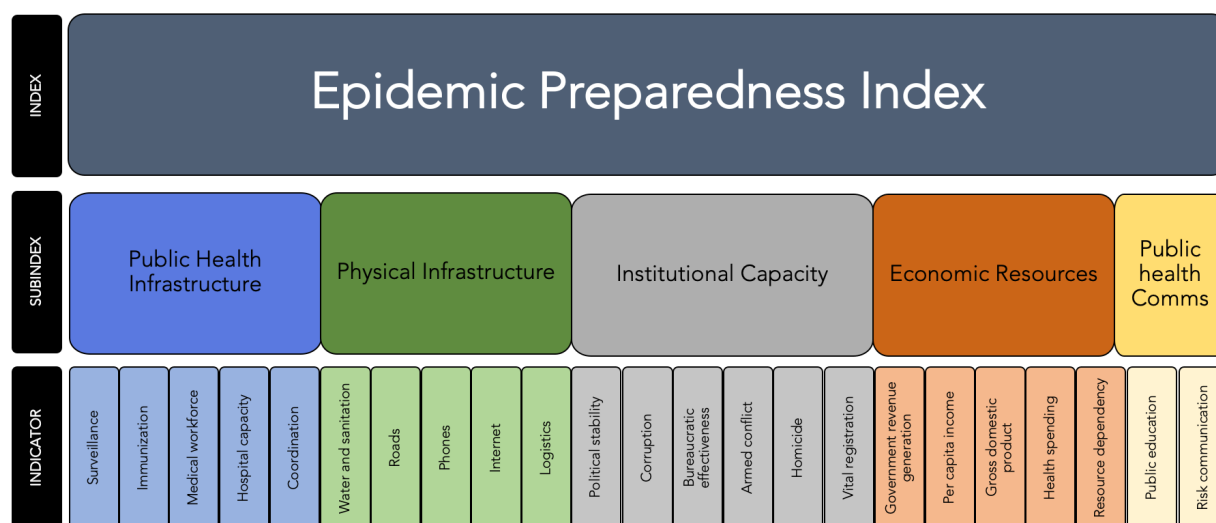 INDEX
Epidemic Preparedness Index
SUBINDEX
Public Health
Infrastructure
Physical Infrastructure
Institutional Capacity
Economic Resources
Public
health
Comms
INDICATOR
Surveillance
Immunization
Medical workforce
Hospital capacity
Coordination
Water and sanitation
Roads
Phones
Internet
Logistics
Political stability
Corruption
Bureaucratic
effectiveness
Armed conflict
Homicide
Vital registration
Government revenue
generation
Per capita income
Gross domestic
product
Health spending
Resource dependency
Public education
Risk communication